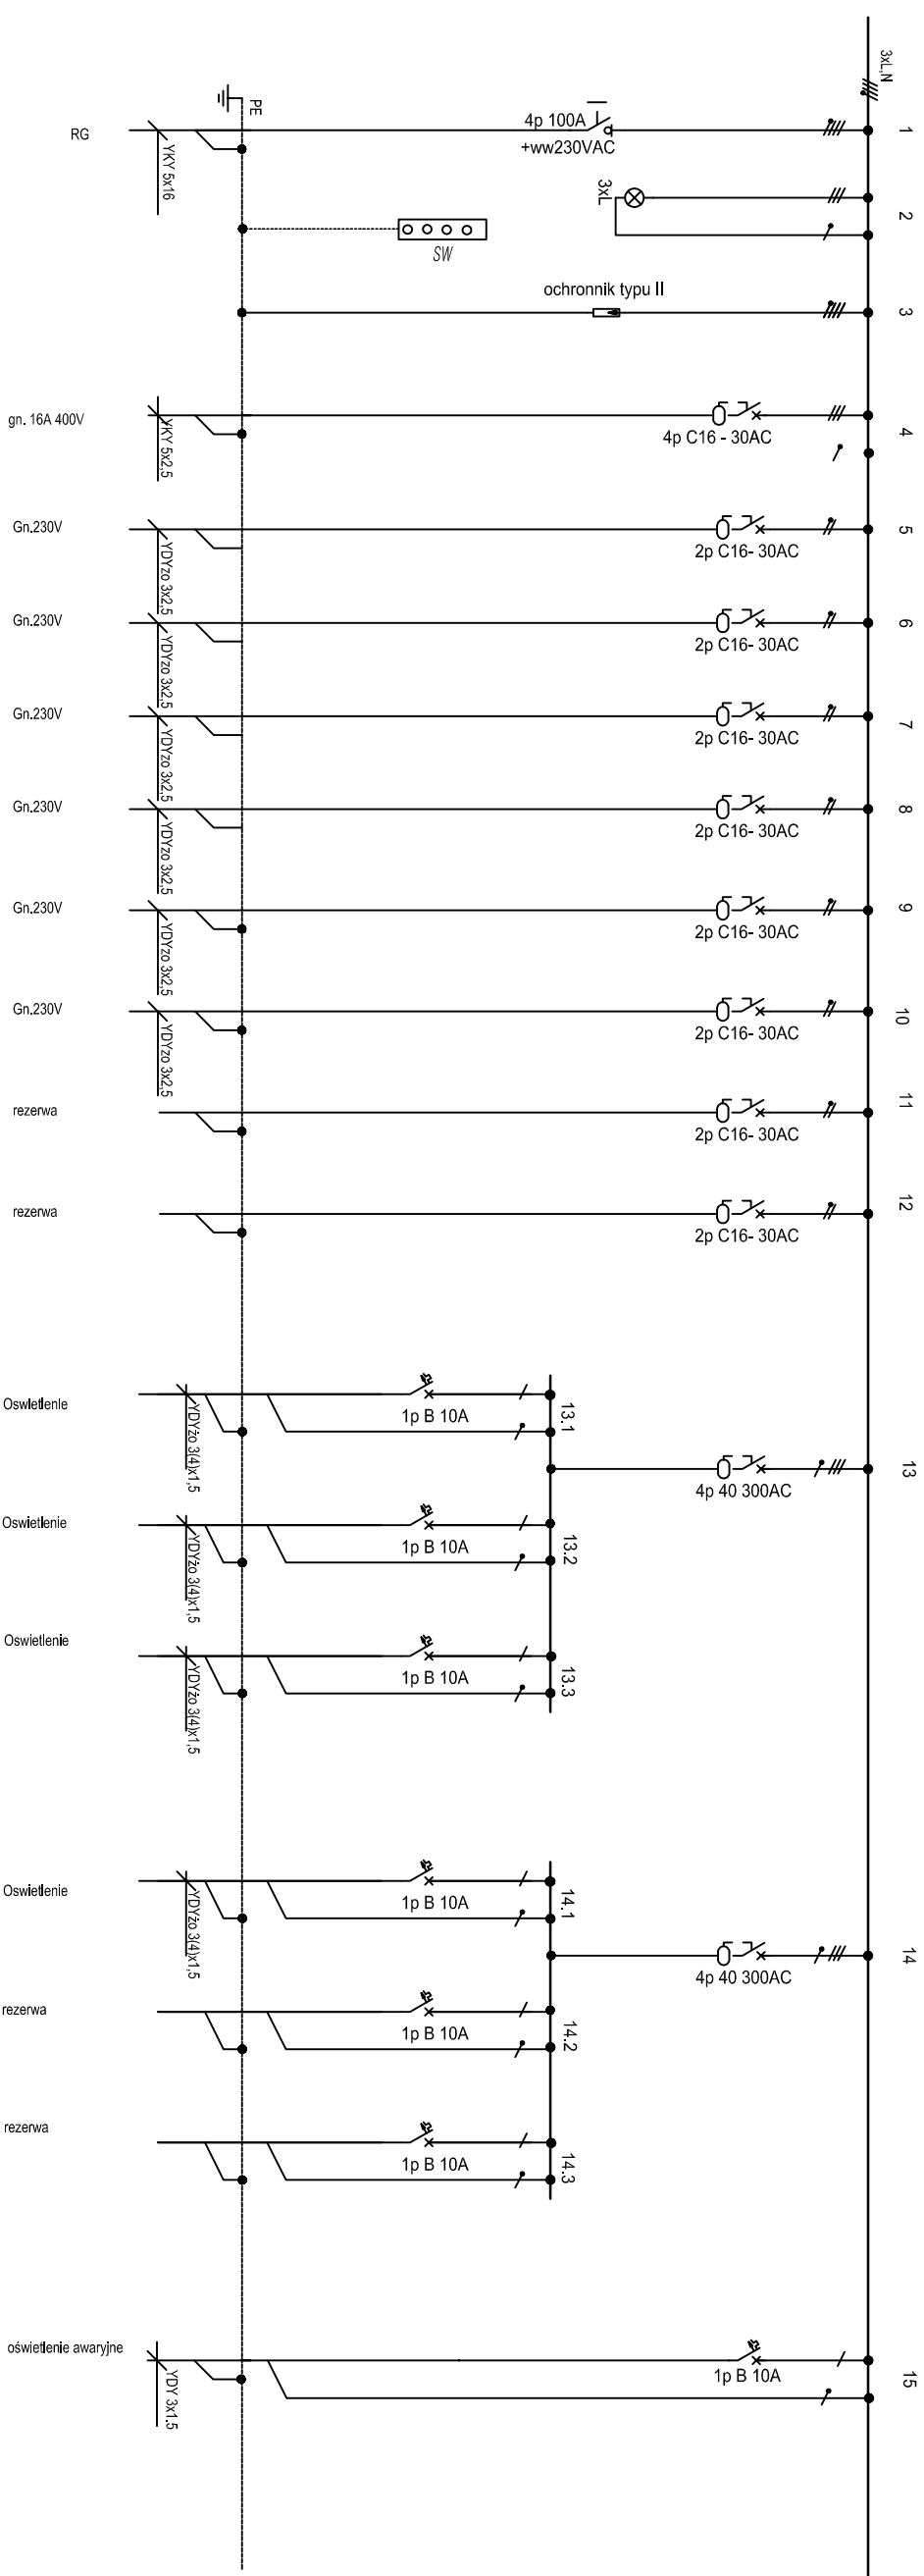 3xL,N
PE
RG
YKY 5x16
4p 100A
+ww230VAC
1
3xL
2
SW
ochronnik typu II
3
gn. 16A 400V
YKY 5x2,5
4p C16 - 30AC
4
Gn.230V
YDYzo 3x2,5
2p C16- 30AC
5
Gn.230V
YDYzo 3x2,5
2p C16- 30AC
6
Gn.230V
YDYzo 3x2,5
2p C16- 30AC
7
Gn.230V
YDYzo 3x2,5
2p C16- 30AC
8
Gn.230V
YDYzo 3x2,5
2p C16- 30AC
9
Gn.230V
YDYzo 3x2,5
2p C16- 30AC
10
rezerwa
2p C16- 30AC
11
rezerwa
2p C16- 30AC
12
Oswietlenie
YDYżo 3(4)x1,5
1p B 10A
13.1
4p 40 300AC
13
Oswietlenie
YDYżo 3(4)x1,5
1p B 10A
13.2
Oswietlenie
YDYżo 3(4)x1,5
1p B 10A
13.3
Oswietlenie
YDYżo 3(4)x1,5
1p B 10A
14.1
4p 40 300AC
14
rezerwa
1p B 10A
14.2
rezerwa
1p B 10A
14.3
oświetlenie awaryjne
YDY 3x1.5
1p B 10A
15